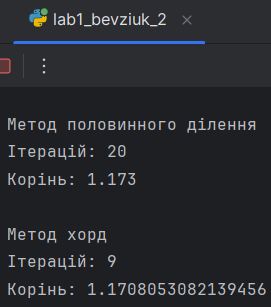 lab1_bevziuk_2
Метод половинного ділення
Ітерацій: 20
Корінь: 1.173
Метод хорд
Ітерацій: 9
Корінь: 1.1708053082139456